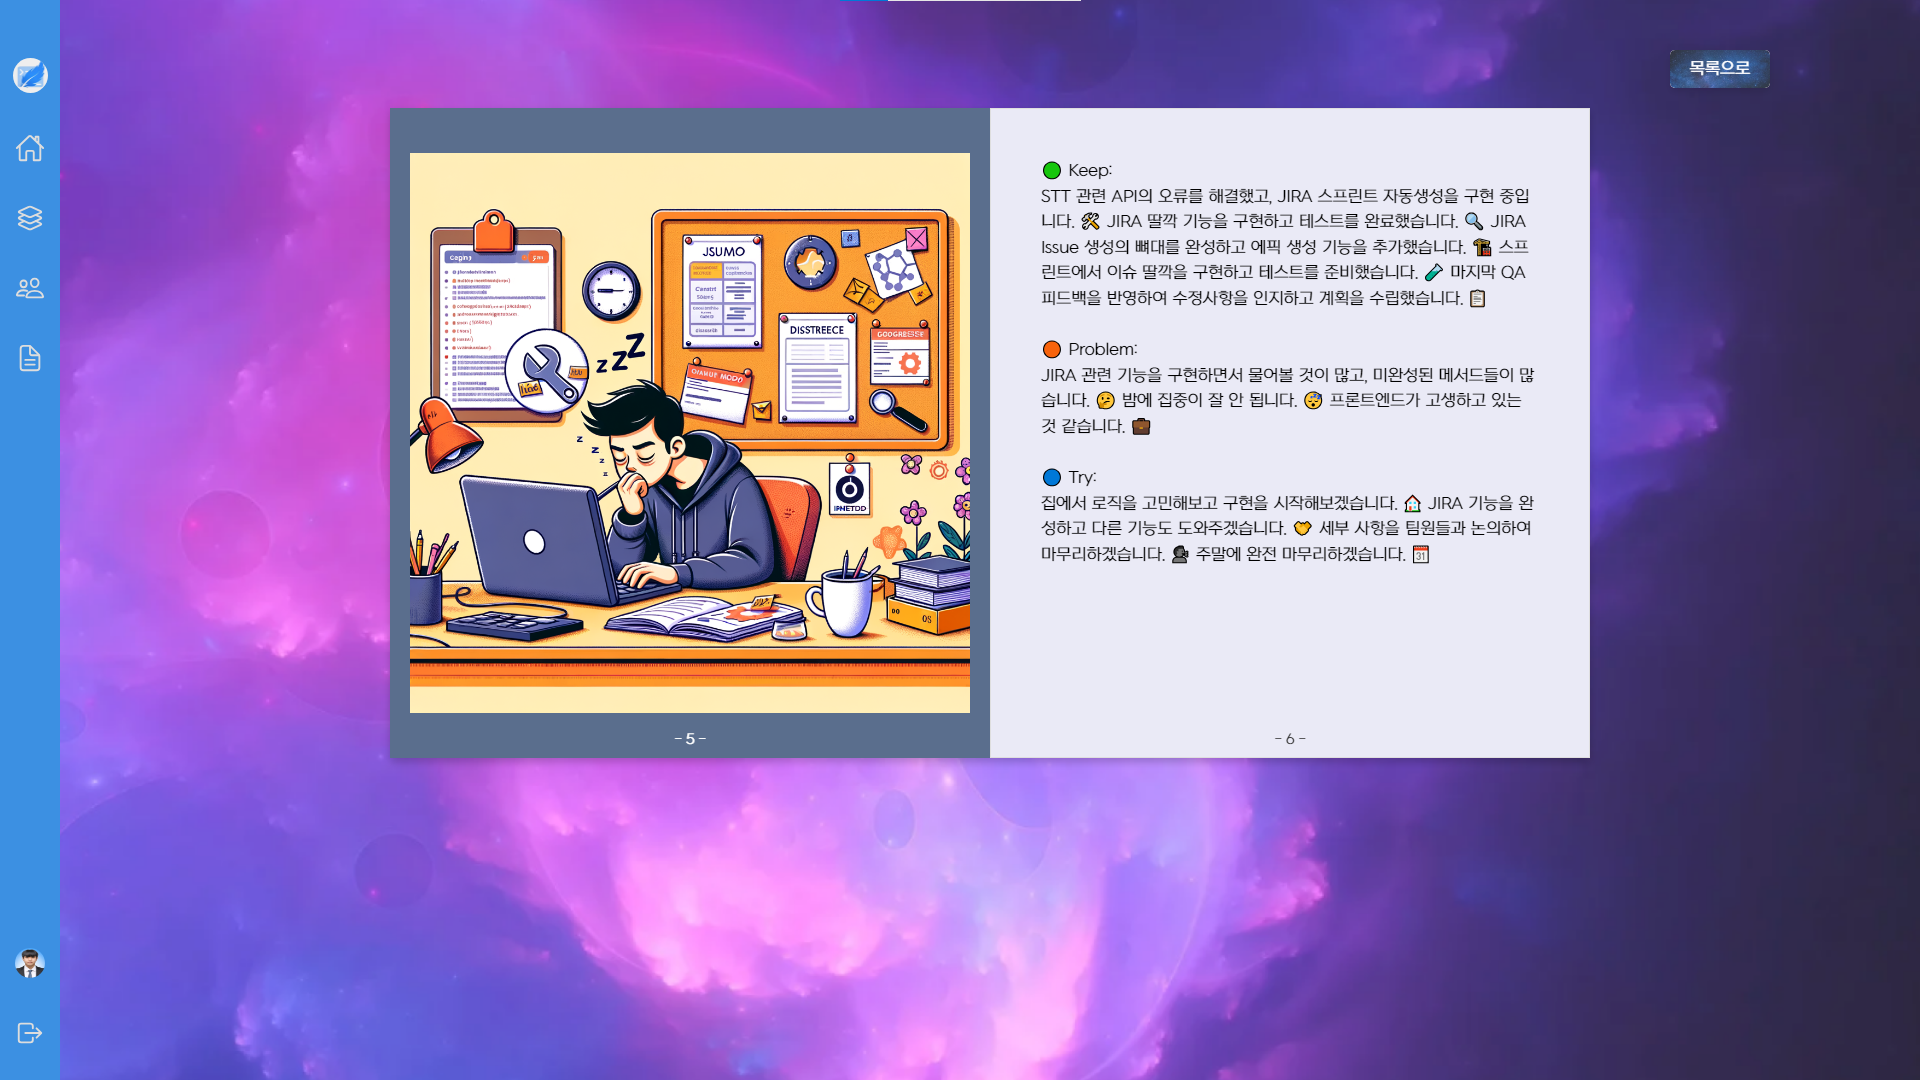 목록으로
JSUMO
DISSTREECE
GODGREESE
IPNETDD
DO
OS
- 5 -
🟢 Keep:
STT 관련 API의 오류를 해결했고, JIRA 스프린트 자동생성을 구현 중입
니다. 🛠 JIRA 딸깍 기능을 구현하고 테스트를 완료했습니다. 🔍 JIRA
Issue 생성의 뼈대를 완성하고 에픽 생성 기능을 추가했습니다. 🏗 스프
린트에서 이슈 딸깍을 구현하고 테스트를 준비했습니다. 🧪 마지막 QA
피드백을 반영하여 수정사항을 인지하고 계획을 수립했습니다. 📋
🟠 Problem:
JIRA 관련 기능을 구현하면서 물어볼 것이 많고, 미완성된 메서드들이 많
습니다. 🤔 밤에 집중이 잘 안 됩니다. 😴 프론트엔드가 고생하고 있는
것 같습니다. 💼
🔵 Try:
집에서 로직을 고민해보고 구현을 시작해보겠습니다. 🏠 JIRA 기능을 완
성하고 다른 기능도 도와주겠습니다. 🤝 세부 사항을 팀원들과 논의하여
마무리하겠습니다. 🗣 주말에 완전 마무리하겠습니다. 📅
- 6 -